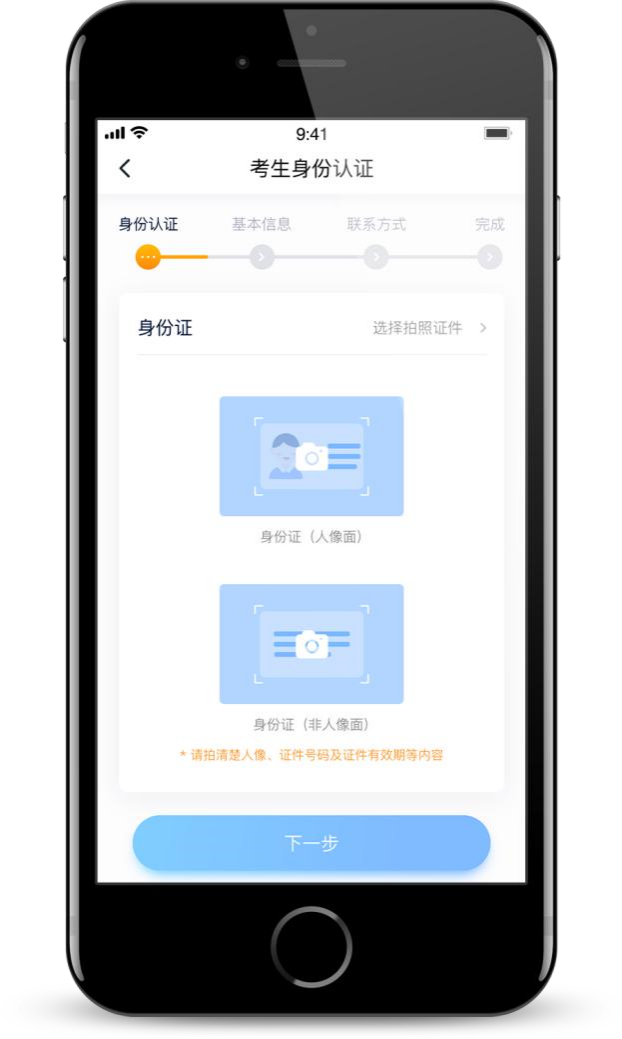 9:41
考生身份认证
身份认证 基本信息 联系方式 完成
身份证 选择拍照证件
身份证（人像面）
身份证（非人像面）
* 请拍清楚人像、证件号码及证件有效期等内容
下一步